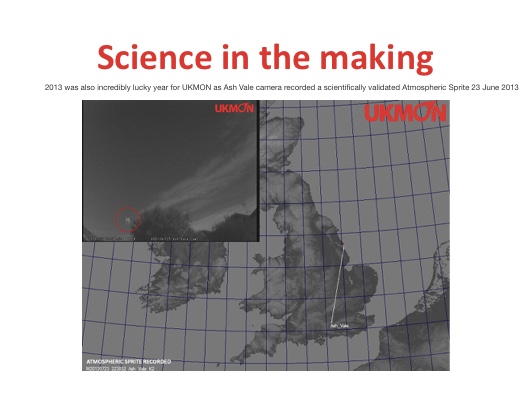 Science in the making
2013 was also incredibly lucky year for UKMON as Ash Vale camera recorded a scientifically validated Atmospheric Sprite 23 June 2013
UKMON
UKMON
Ash_Vale
ATMOSPHERIC SPRITE RECORDED